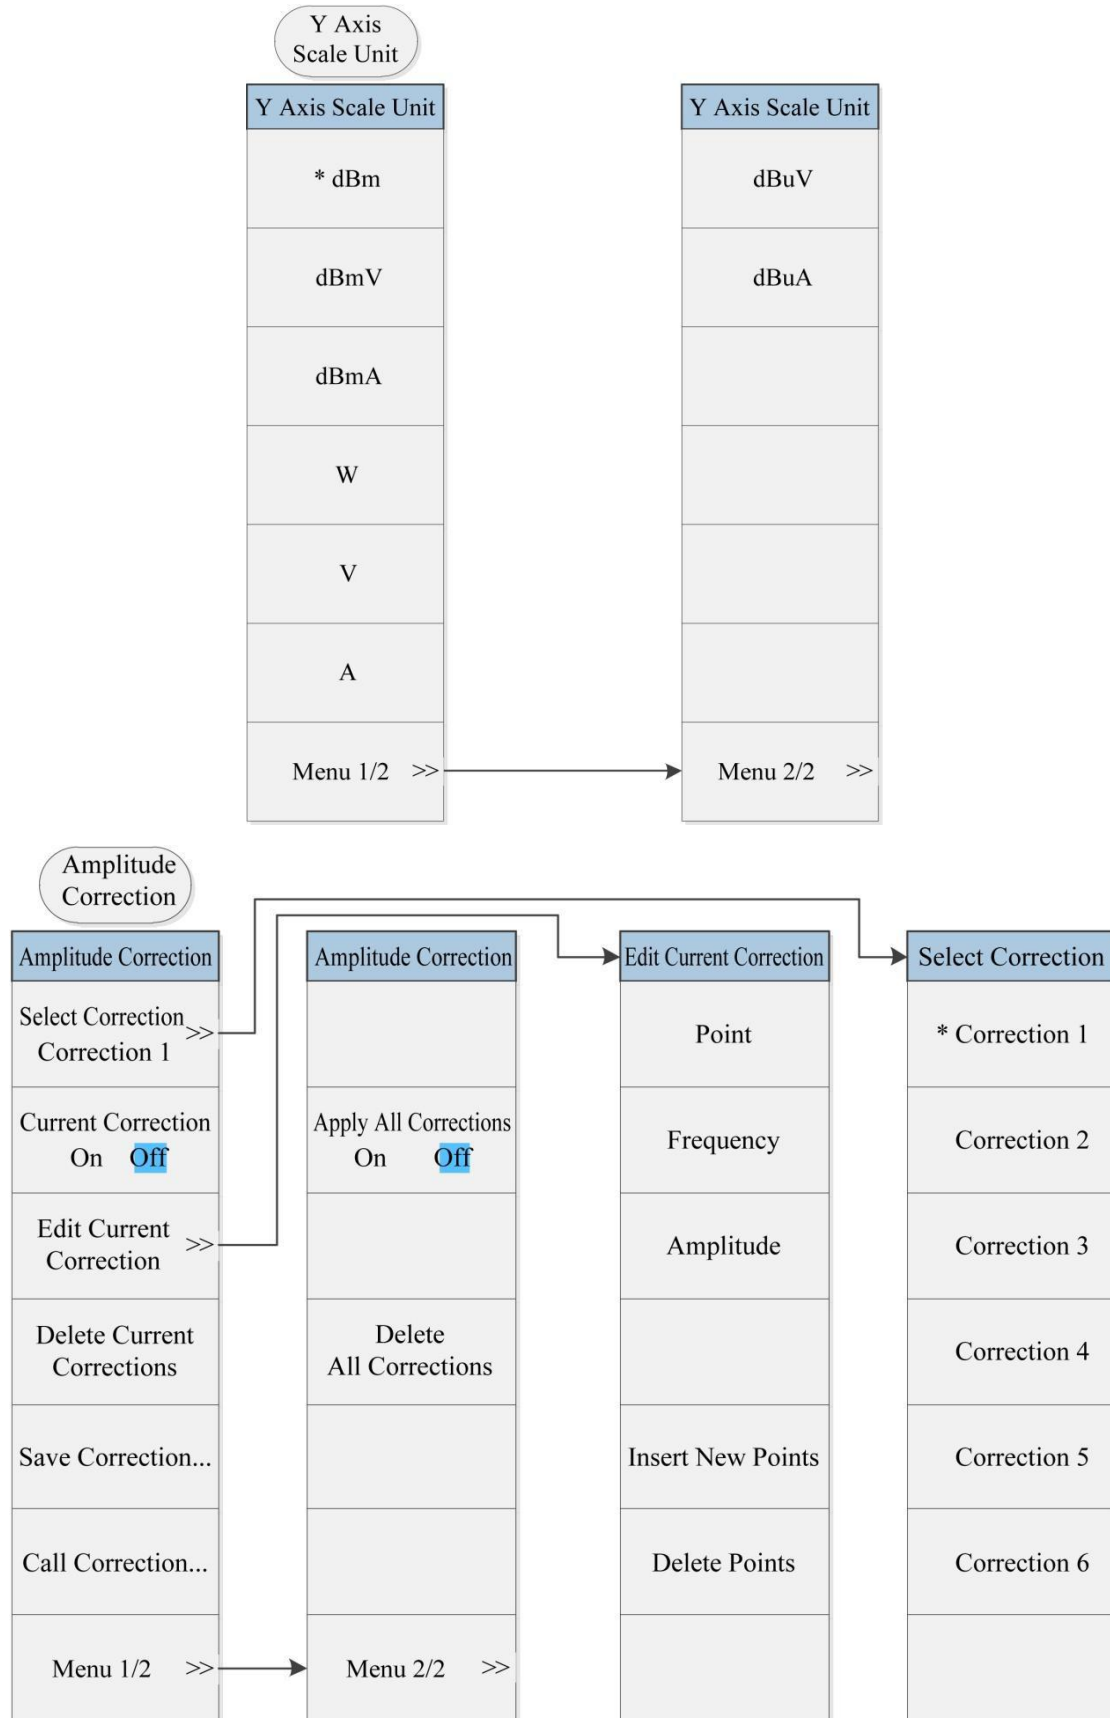 Y Axis
Scale Unit
Y Axis Scale Unit
* dBm
dBmV
dBmA
W
V
A
Menu 1/2 >>
Y Axis Scale Unit
dBuV
dBuA
Menu 2/2 >>
Amplitude
Correction
Amplitude Correction
Select Correction >>
Correction 1
Current Correction
On Off
Edit Current >>
Correction
Delete Current
Corrections
Save Correction...
Call Correction...
Menu 1/2 >>
Amplitude Correction
Apply All Corrections
On Off
Delete
All Corrections
Menu 2/2 >>
Edit Current Correction
Point
Frequency
Amplitude
Insert New Points
Delete Points
Select Correction
* Correction 1
Correction 2
Correction 3
Correction 4
Correction 5
Correction 6